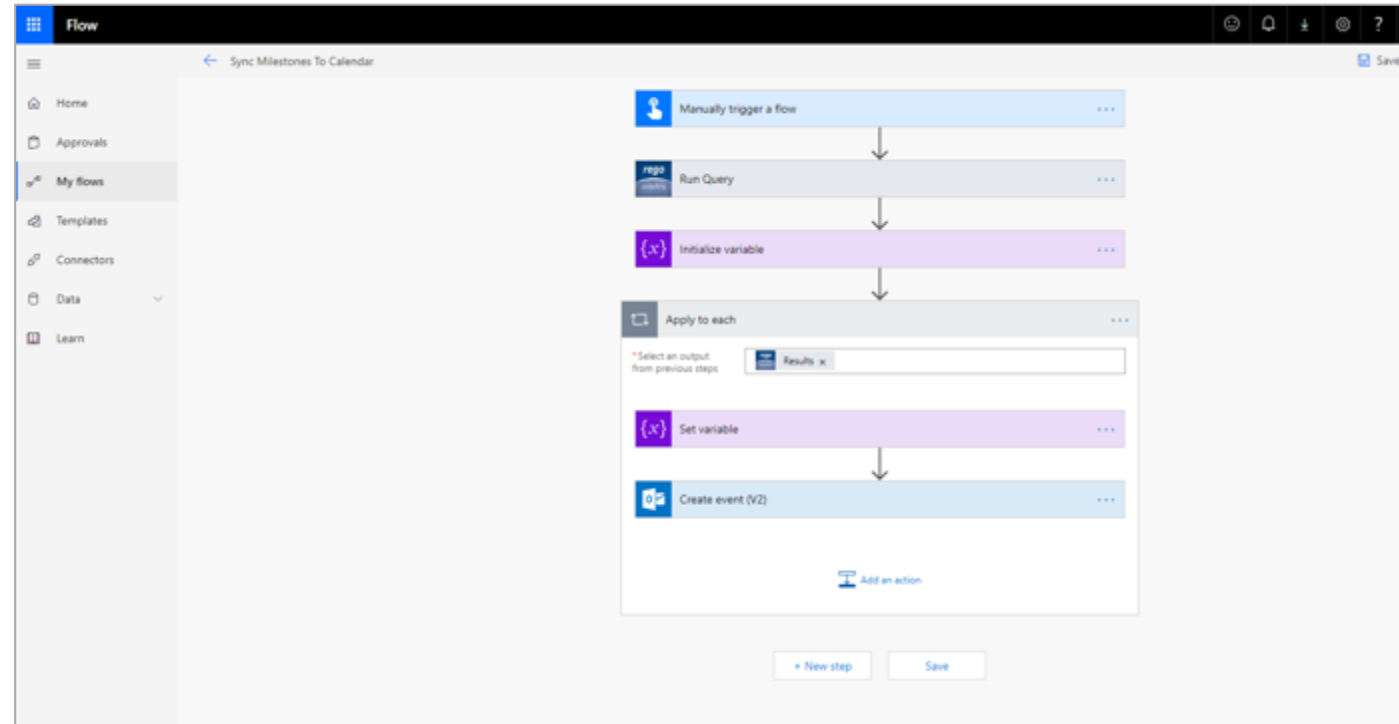 Flow
?
Sync Milestones To Calendar
Save
Home
Approvals
My flows
Templates
Connectors
Data
Learn
Manually trigger a flow
rego
Run Query
{x}
Initialize variable
Apply to each
*Select an output
from previous steps
Results x
{x}
Set variable
Create event (V2)
Add an action
+ New step
Save